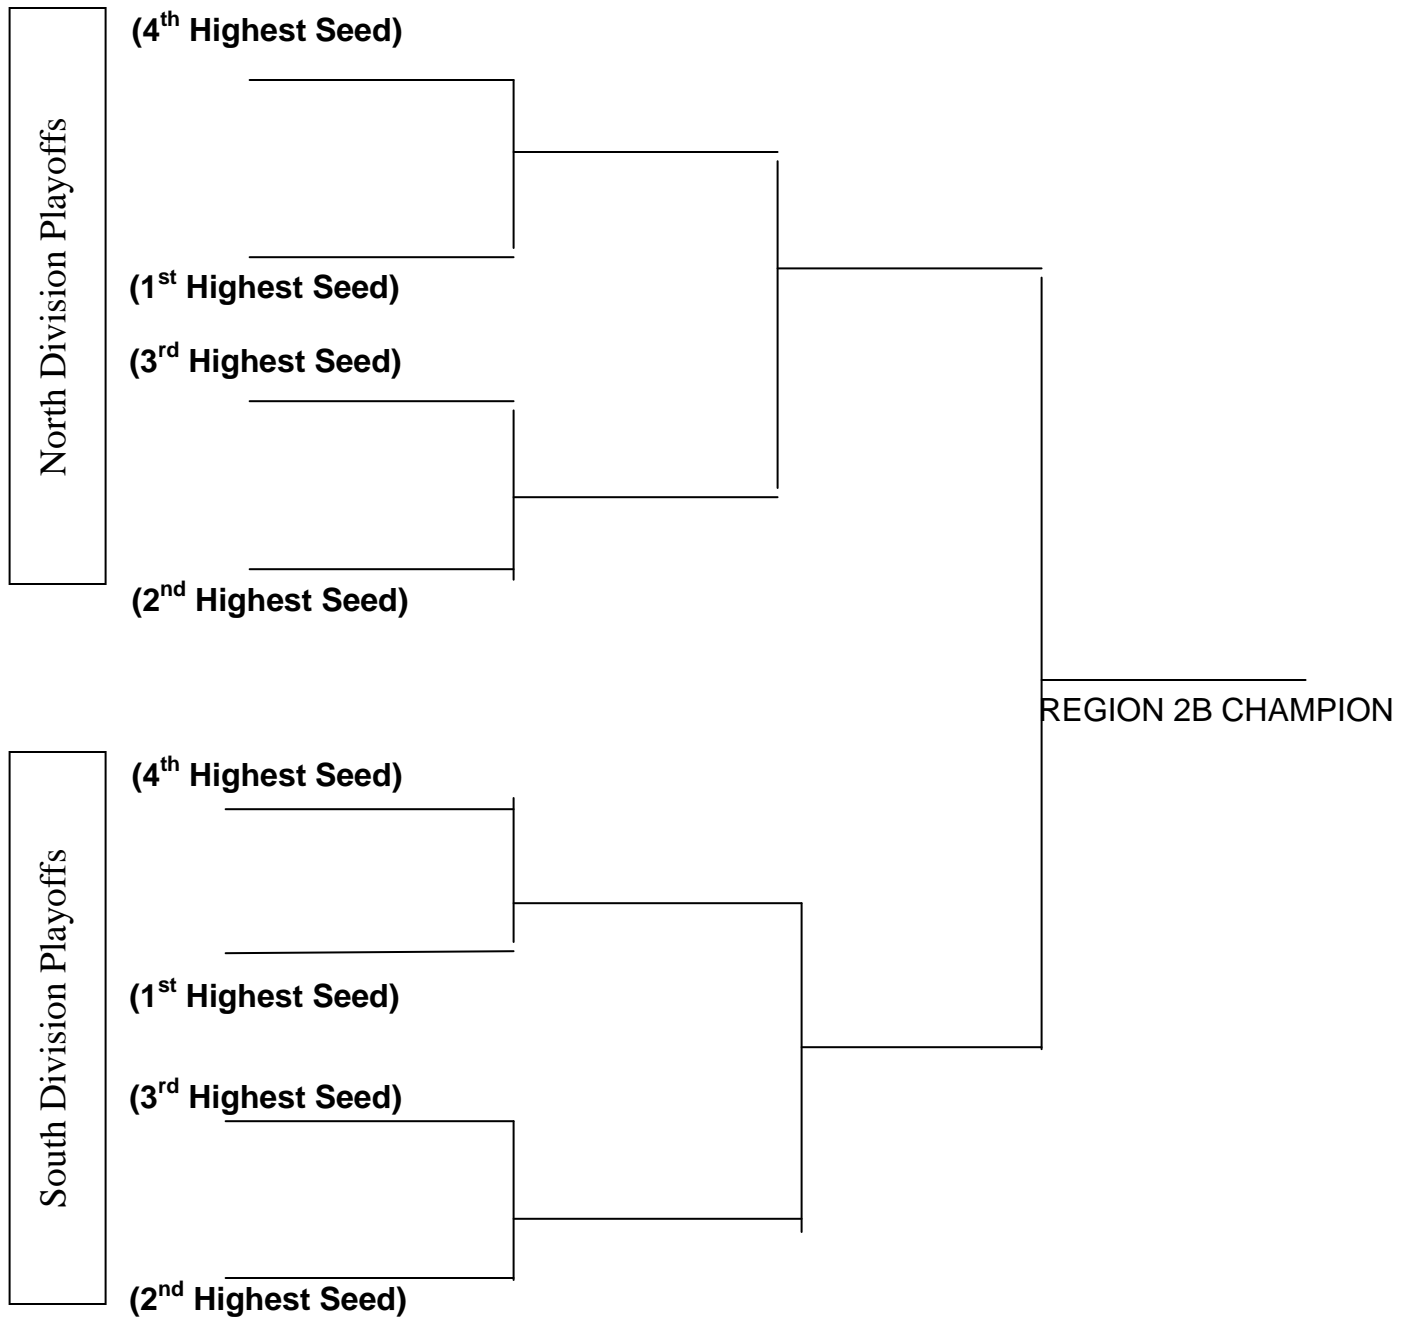 North Division Playoffs
(4th Highest Seed)
(1st Highest Seed)
(3rd Highest Seed)
(2nd Highest Seed)
REGION 2B CHAMPION
South Division Playoffs
(4th Highest Seed)
(1st Highest Seed)
(3rd Highest Seed)
(2nd Highest Seed)